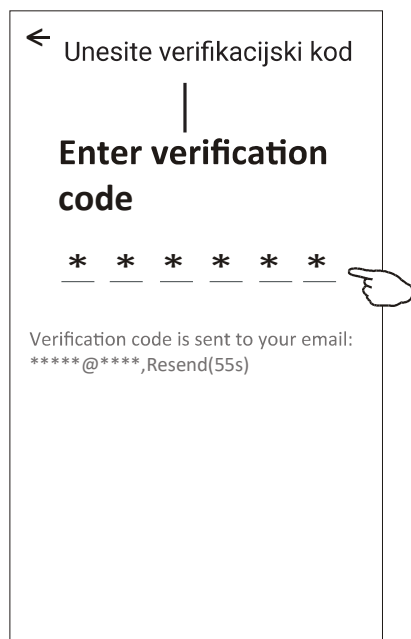 Unesite verifikacijski kod
Enter verification
code
* * * * * *
Verification code is sent to your email:
*****@****,Resend(55s)